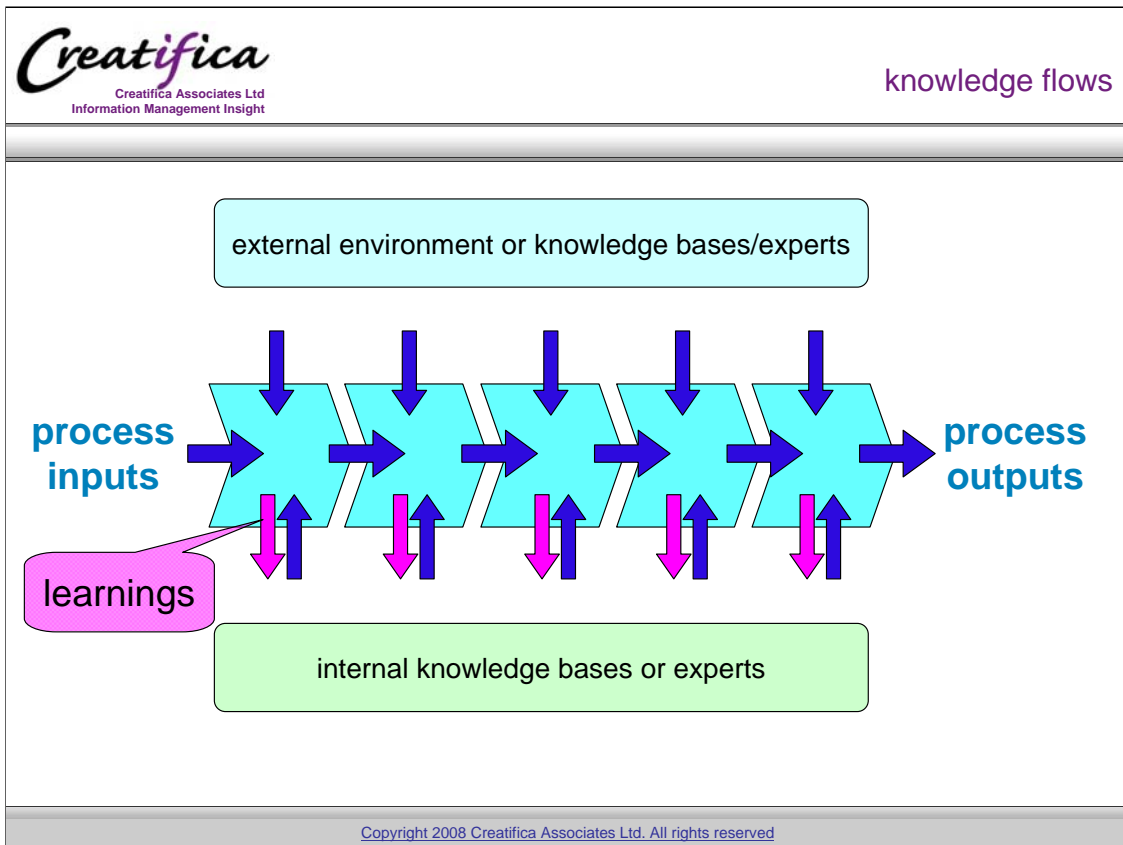 Creatifica
Creatifica Associates Ltd
Information Management Insight
knowledge flows
external environment or knowledge bases/experts
process
inputs
process
outputs
learnings
internal knowledge bases or experts
Copyright 2008 Creatifica Associates Ltd. All rights reserved